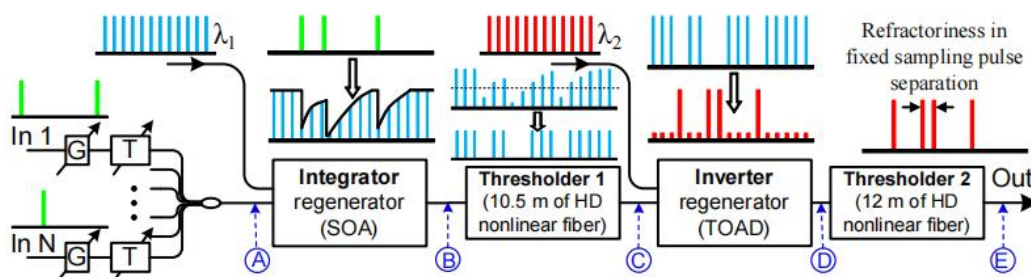 λ1
λ2
Refractoriness in
fixed sampling pulse
separation
In 1
G
T
In N
G
T
Integrator
regenerator
(SOA)
Thresholder 1
(10.5 m of HD
nonlinear fiber)
Inverter
regenerator
(TOAD)
Thresholder 2
(12 m of HD
nonlinear fiber)
Out
A
B
C
D
E